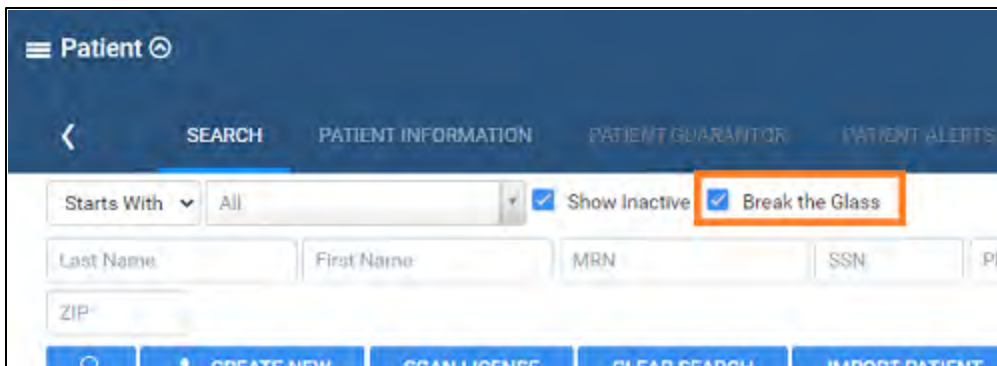 Patient
SEARCH PATIENT INFORMATION PATIENT GUARANTOR PATIENT ALERTS
Starts With All Show Inactive Break the Glass
Last Name First Name MRN SSN
ZIP
CREATE NEW SCAN LICENSE CLEAR SEARCH IMPORT PATIENT